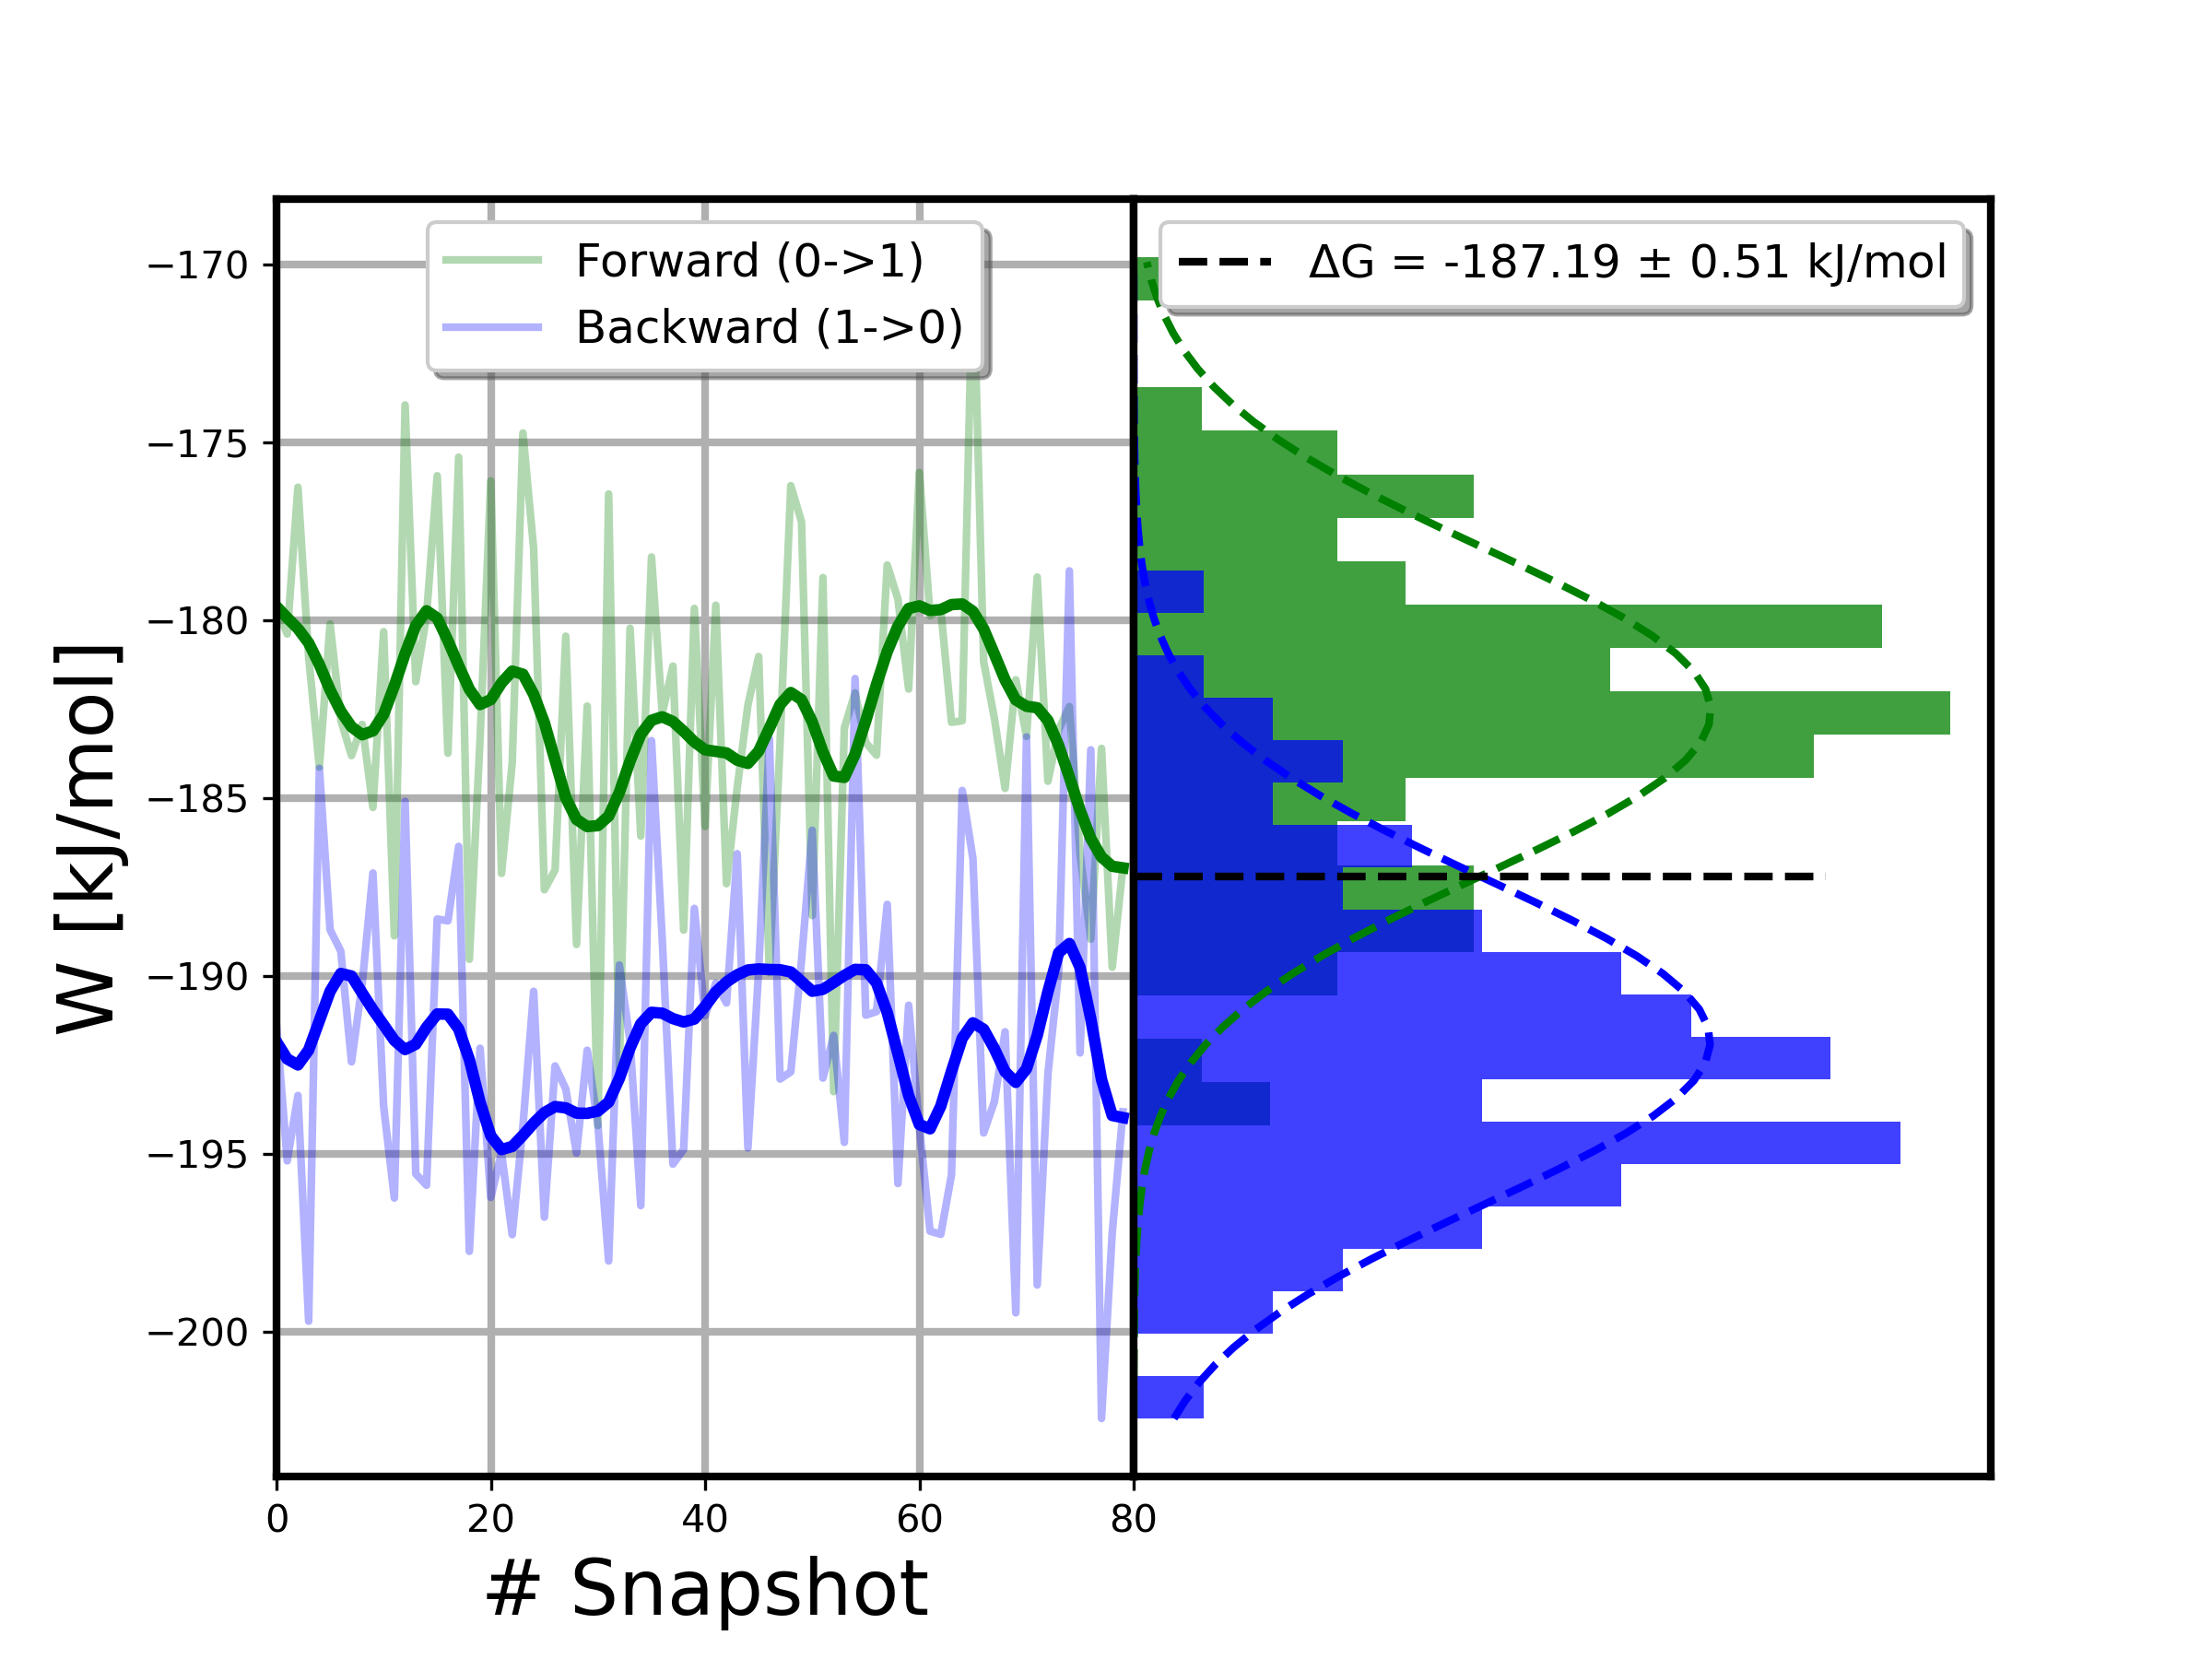 Forward (0->1)
Backward (1->0)
ΔG = -187.19 ± 0.51 kJ/mol
−170
−175
−180
−185
−190
−195
−200
W [kJ/mol]
0 20 40 60 80
# Snapshot